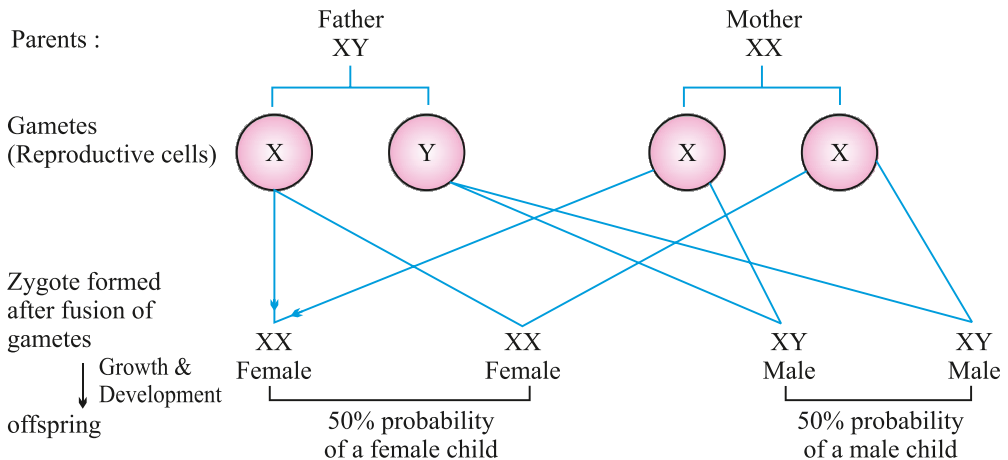 Parents :
Father
XY
Mother
XX
Gametes
(Reproductive cells)
X
Y
X
X
Zygote formed
after fusion of
gametes
Growth &
Development
offspring
XX
Female
XX
Female
XY
Male
XY
Male
50% probability
of a female child
50% probability
of a male child